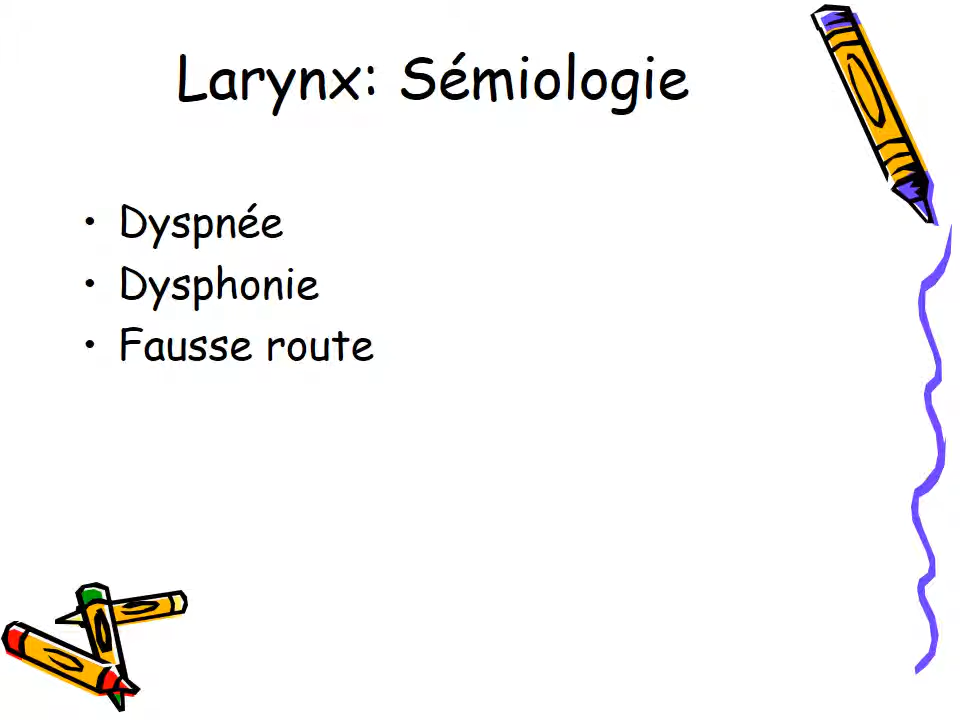 Larynx: Sémiologie
• Dyspnée
• Dysphonie
• Fausse route